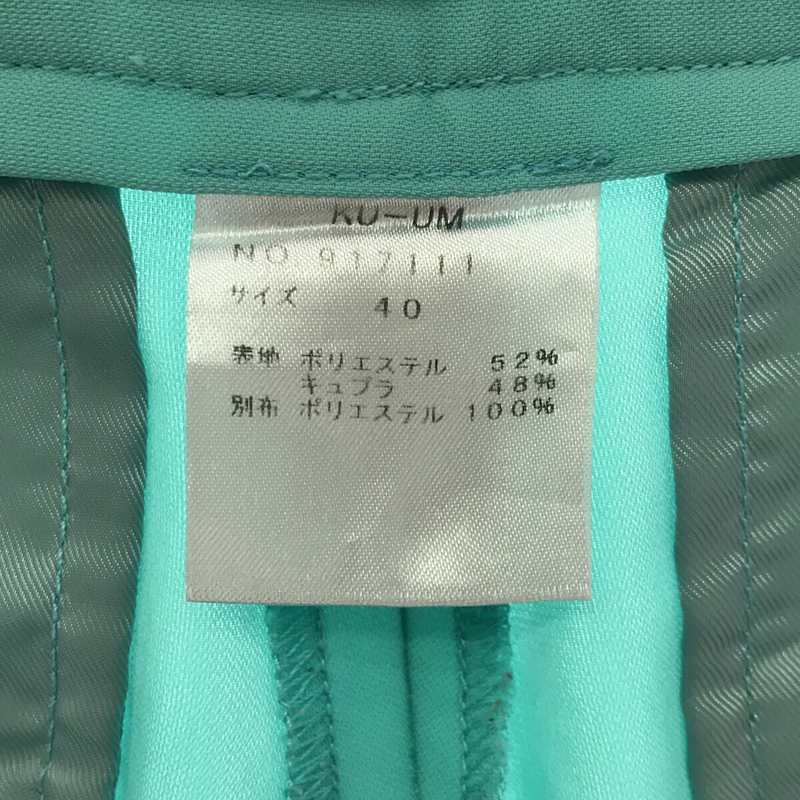 KU-UM
NO. 917111
サイズ 40
表地 ポリエステル 52%
キュプラ 48%
別布 ポリエステル 100%